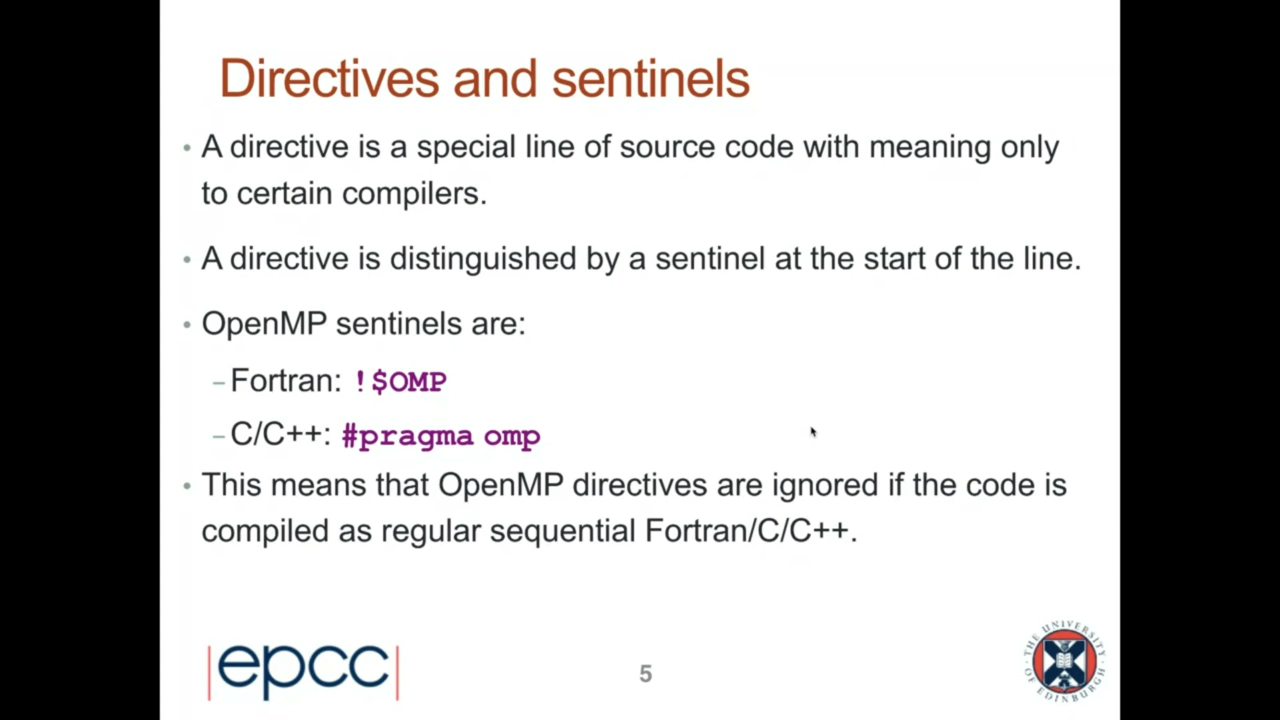 Directives and sentinels
• A directive is a special line of source code with meaning only
to certain compilers.
• A directive is distinguished by a sentinel at the start of the line.
• OpenMP sentinels are:
– Fortran: !$OMP
– C/C++: #pragma omp
• This means that OpenMP directives are ignored if the code is
compiled as regular sequential Fortran/C/C++.
|epcc|
5
THE UNIVERSITY
OF EDINBURGH